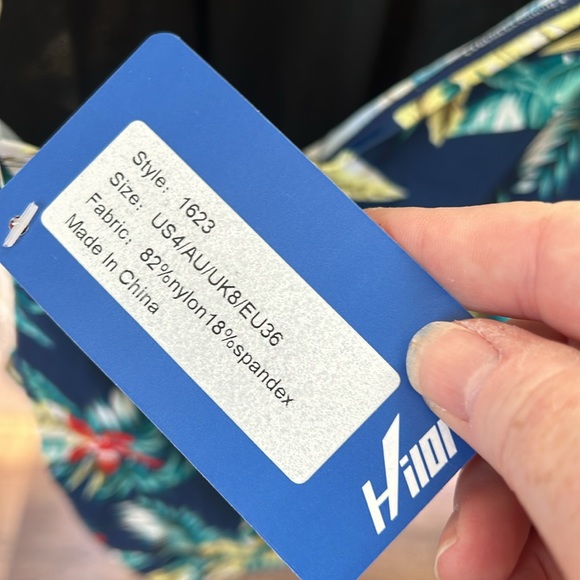 Style: 1623
Size: US4/AU/UK8/EU36
Fabric: 82%nylon18%spandex
Made In China